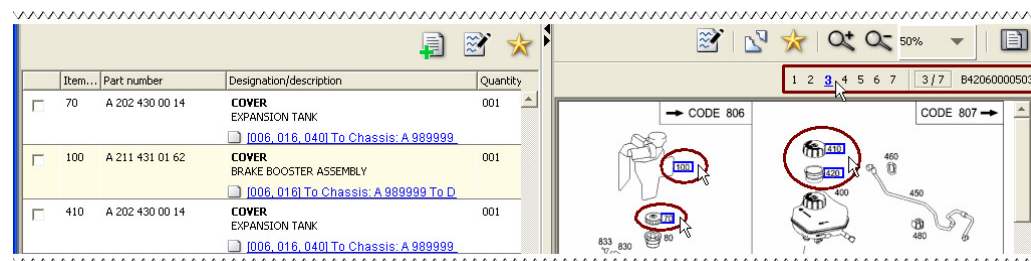 50%
1 2 3 4 5 6 7 3 / 7 B42060000503
Item... Part number Designation/description Quantity
70 A 202 430 00 14 COVER 001
EXPANSION TANK
[006, 016, 040] To Chassis: A 989999
100 A 211 431 01 62 COVER 001
BRAKE BOOSTER ASSEMBLY
[006, 016] To Chassis: A 989999 To D
410 A 202 430 00 14 COVER 001
EXPANSION TANK
[006, 016, 040] To Chassis: A 989999
→ CODE 806
CODE 807 →
100
70
80
833
830
410
420
400
460
450
480